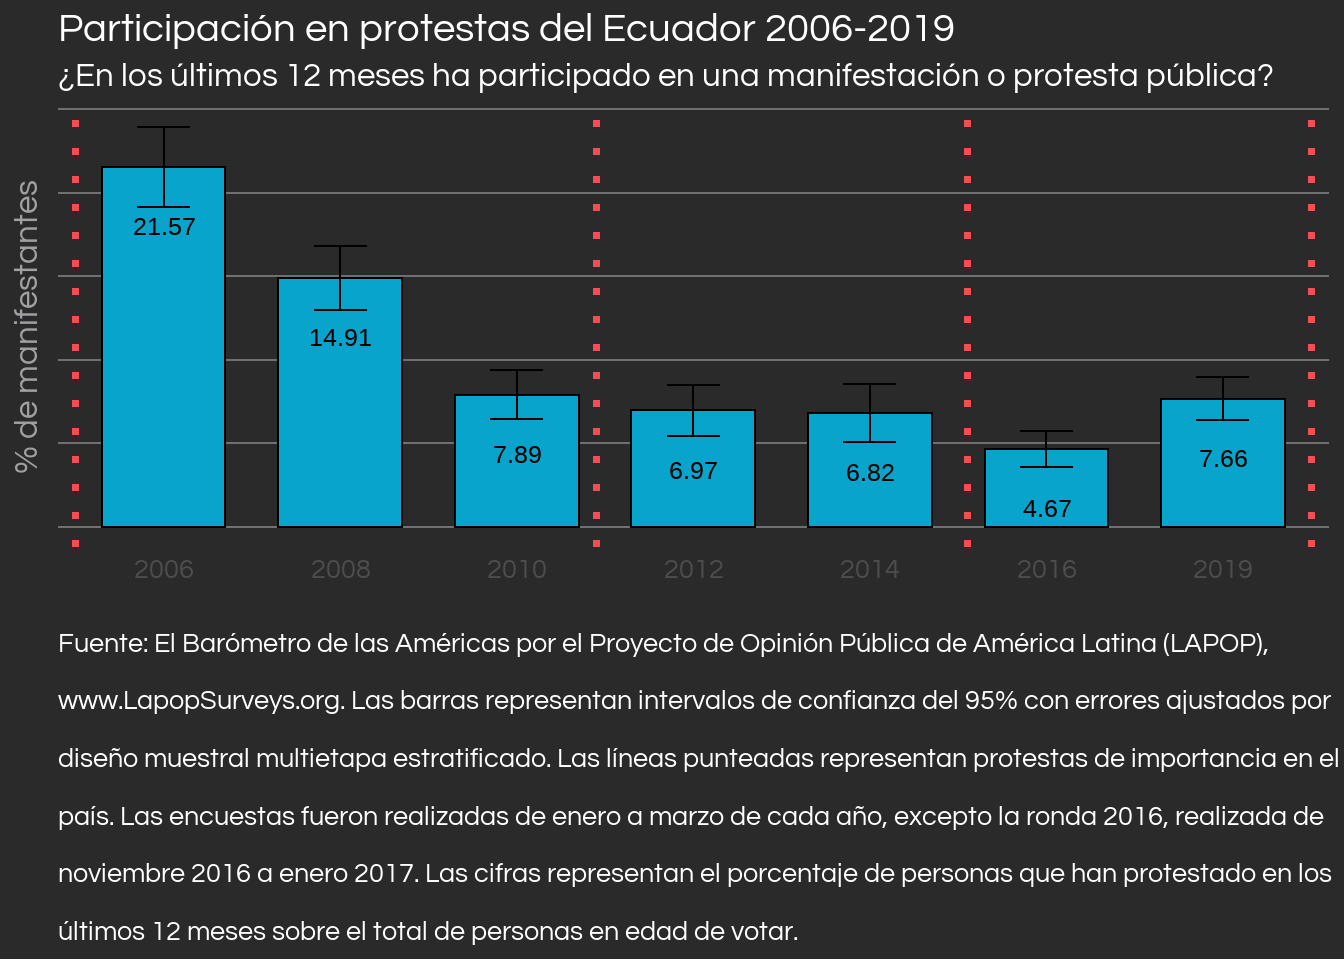 Participación en protestas del Ecuador 2006-2019
¿En los últimos 12 meses ha participado en una manifestación o protesta pública?
% de manifestantes
21.57
14.91
7.89
6.97
6.82
4.67
7.66
2006
2008
2010
2012
2014
2016
2019
Fuente: El Barómetro de las Américas por el Proyecto de Opinión Pública de América Latina (LAPOP),
www.LapopSurveys.org. Las barras representan intervalos de confianza del 95% con errores ajustados por
diseño muestral multietapa estratificado. Las líneas punteadas representan protestas de importancia en el
país. Las encuestas fueron realizadas de enero a marzo de cada año, excepto la ronda 2016, realizada de
noviembre 2016 a enero 2017. Las cifras representan el porcentaje de personas que han protestado en los
últimos 12 meses sobre el total de personas en edad de votar.